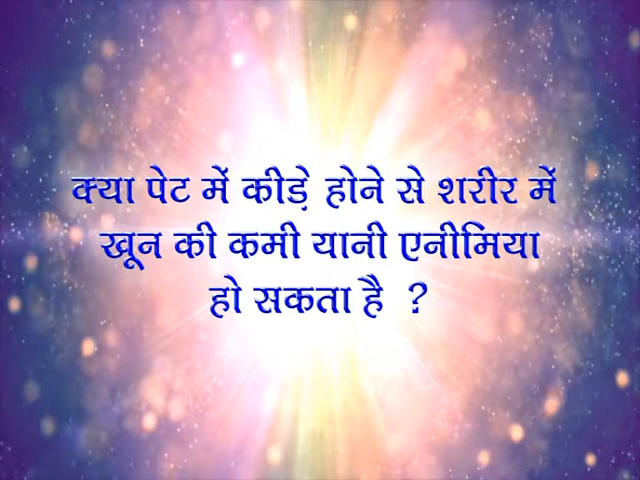 क्या पेट में कीड़े होने से शरीर में
खून की कमी यानी एनीमिया
हो सकता है ?